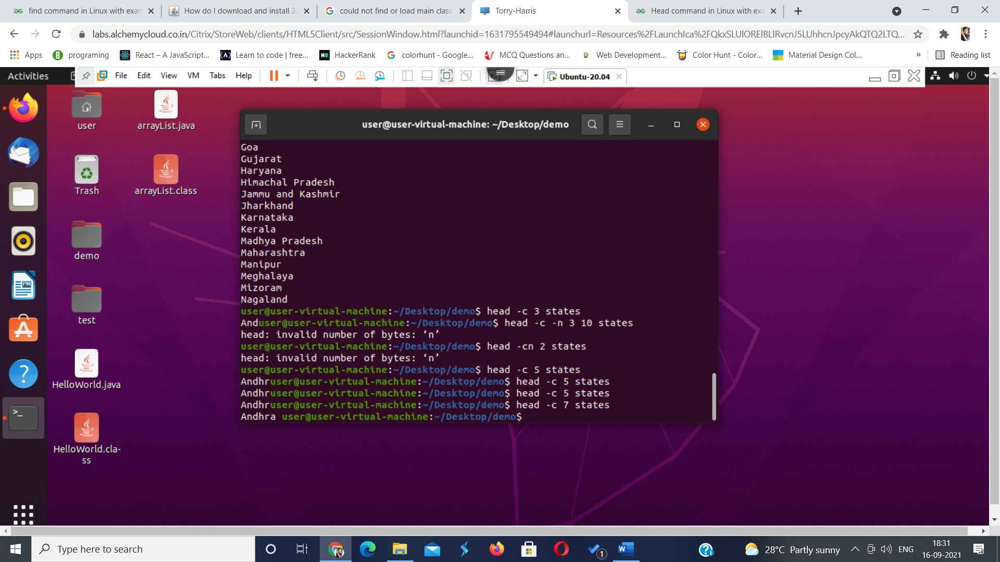 find command in Linux with exam
How do I download and install 32
could not find or load main class
Torry-Harris
Head command in Linux with exa
labs.alchemycloud.co.in/Citrix/StoreWeb/clients/HTML5Client/src/SessionWindow.html?launchid=1631795549494#launchurl=Resources%2FLaunchIca%2FQkxSLUlORElBLlRvcnJ5LUhhcnJpcyAkQTQ2LTQ...
Apps
programing
React – A JavaScript...
Learn to code | free...
HackerRank
colorhunt - Google...
MCQ Questions an...
Web Development...
Color Hunt - Color...
Material Design Col...
»
Reading list
Activities
File Edit View VM Tabs Help
Ubuntu-20.04
user
arrayList.java
Trash
arrayList.class
demo
test
HelloWorld.java
HelloWorld.cla-
ss
user@user-virtual-machine: ~/Desktop/demo
Goa
Gujarat
Haryana
Himachal Pradesh
Jammu and Kashmir
Jharkhand
Karnataka
Kerala
Madhya Pradesh
Maharashtra
Manipur
Meghalaya
Mizoram
Nagaland
user@user-virtual-machine:~/Desktop/demo$ head -c 3 states
Anduser@user-virtual-machine:~/Desktop/demo$ head -c -n 3 10 states
head: invalid number of bytes: ‘n’
user@user-virtual-machine:~/Desktop/demo$ head -cn 2 states
head: invalid number of bytes: ‘n’
user@user-virtual-machine:~/Desktop/demo$ head -c 5 states
Andhruser@user-virtual-machine:~/Desktop/demo$ head -c 5 states
Andhruser@user-virtual-machine:~/Desktop/demo$ head -c 5 states
Andhruser@user-virtual-machine:~/Desktop/demo$ head -c 7 states
Andhra user@user-virtual-machine:~/Desktop/demo$
Type here to search
1
28°C Partly sunny
ENG
18:31
16-09-2021